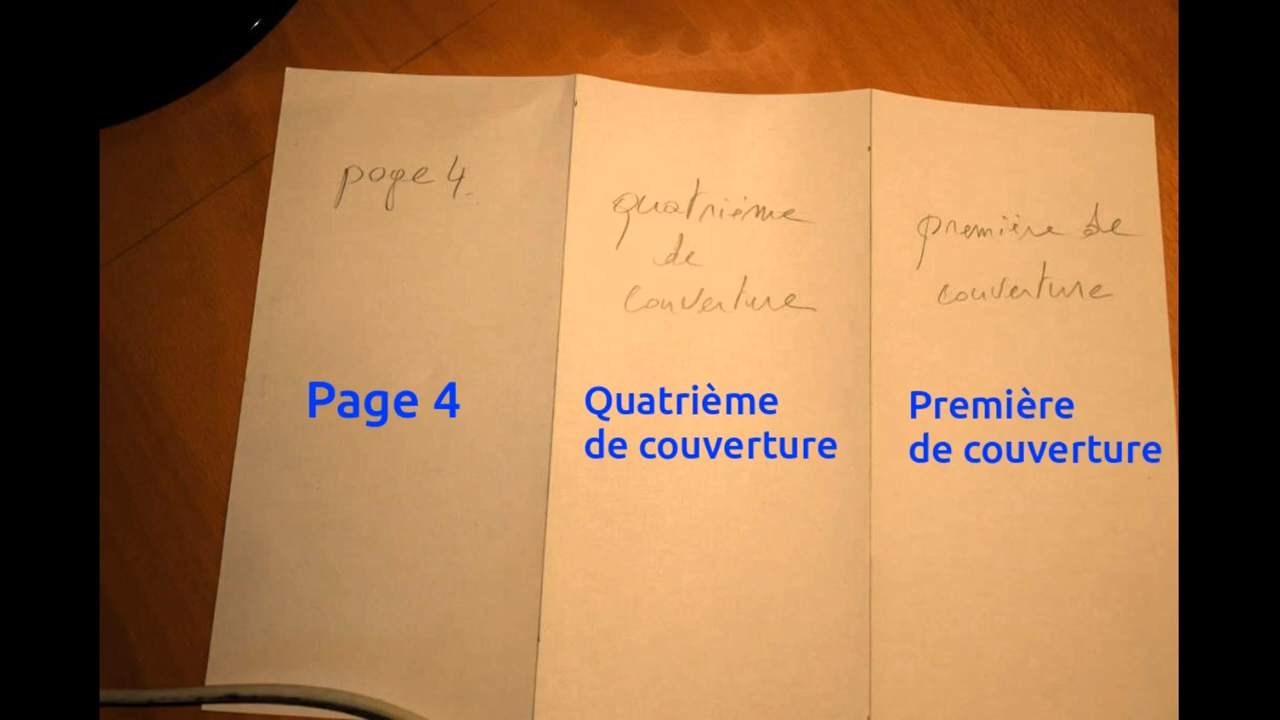 page 4.
quatrième
de
couverture
première de
couverture
Page 4
Quatrième
de couverture
Première
de couverture